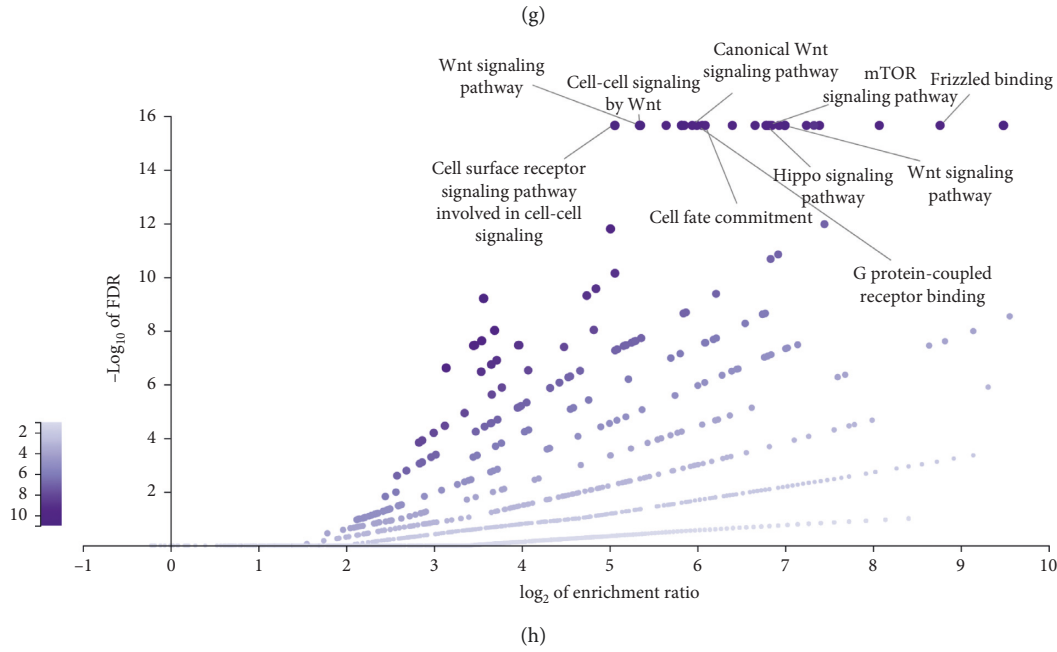 (g)
Wnt signaling
pathway
Cell-cell signaling
by Wnt
Canonical Wnt
signaling pathway
mTOR
signaling pathway
Frizzled binding
Cell surface receptor
signaling pathway
involved in cell-cell
signaling
Cell fate commitment
Hippo signaling
pathway
Wnt signaling
pathway
G protein-coupled
receptor binding
16
14
12
10
8
6
4
2
–Log10 of FDR
2
4
6
8
10
–1
0
1
2
3
4
5
6
7
8
9
10
log2 of enrichment ratio
(h)